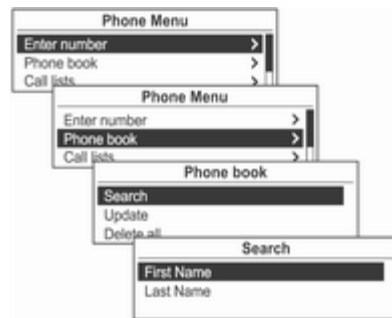 Phone Menu
Enter number >
Phone book >
Call lists >
Phone Menu
Enter number >
Phone book >
Call lists >
Phone book
Search
Update
Delete all
Search
First Name
Last Name